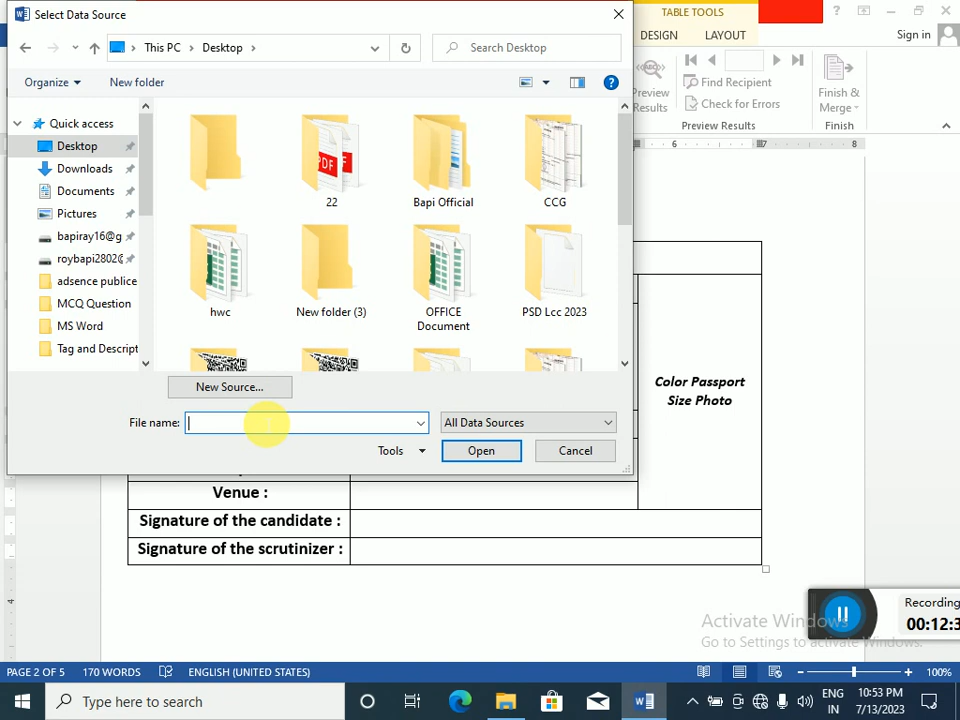 Select Data Source
TABLE TOOLS
DESIGN
LAYOUT
Sign in
This PC
Desktop
Search Desktop
Organize
New folder
Preview
Results
Find Recipient
Check for Errors
Preview Results
Finish &
Merge
Finish
6
7
8
Quick access
Desktop
Downloads
Documents
Pictures
bapiray16@g
roybapi2802@
adsence publice
MCQ Question
MS Word
Tag and Descript
PDF
22
Bapi Official
CCG
hwc
New folder (3)
OFFICE
Document
PSD Lcc 2023
New Source...
File name:
All Data Sources
Tools
Open
Cancel
Color Passport
Size Photo
Venue :
Signature of the candidate :
Signature of the scrutinizer :
4
Activate Windows
Go to Settings to activate Windows.
Recording
00:12:3
PAGE 2 OF 5
170 WORDS
ENGLISH (UNITED STATES)
100%
Type here to search
ENG
IN
10:53 PM
7/13/2023